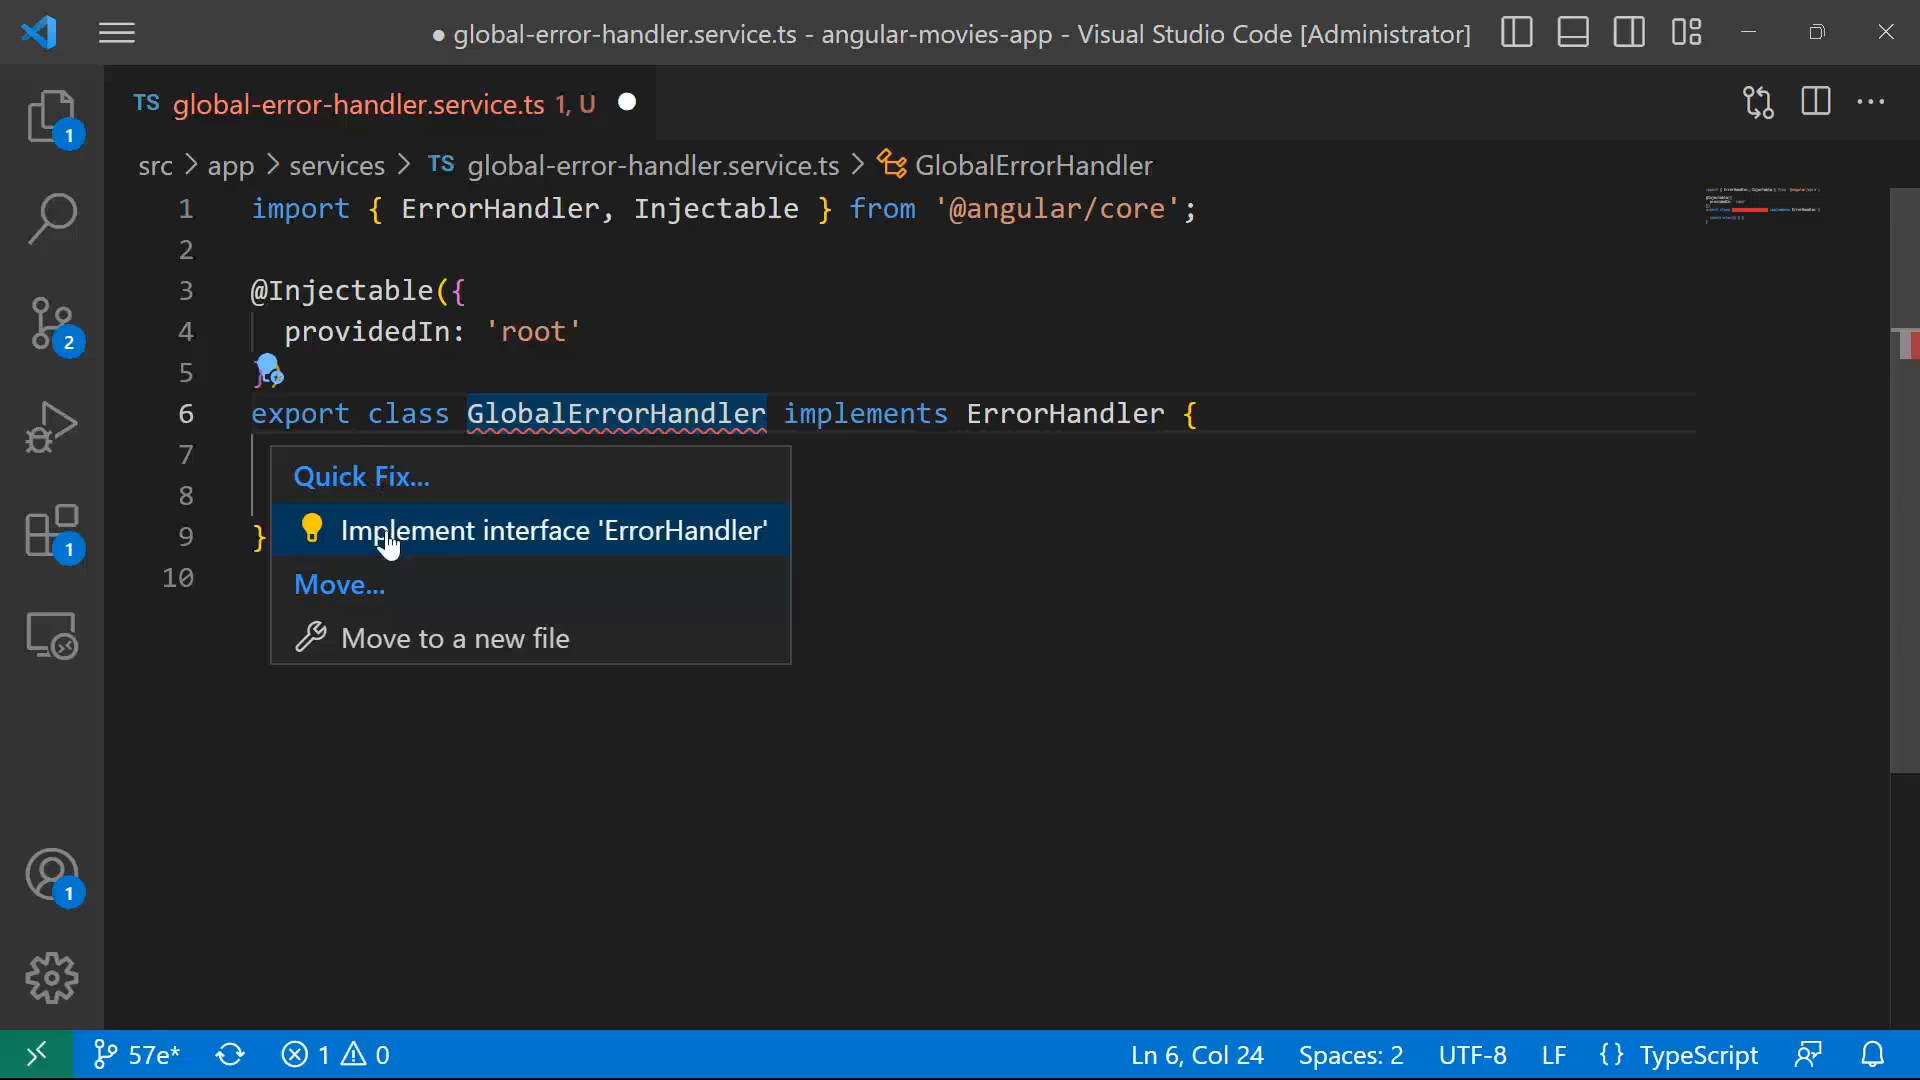 ● global-error-handler.service.ts - angular-movies-app - Visual Studio Code [Administrator]
TS global-error-handler.service.ts 1, U
src > app > services > TS global-error-handler.service.ts > GlobalErrorHandler
1 import { ErrorHandler, Injectable } from '@angular/core';
2
3 @Injectable({
4 providedIn: 'root'
5 })
6 export class GlobalErrorHandler implements ErrorHandler {
7
8
9 }
10
Quick Fix...
Implement interface 'ErrorHandler'
Move...
Move to a new file
1
2
1
1
57e* 1 0 Ln 6, Col 24 Spaces: 2 UTF-8 LF {} TypeScript